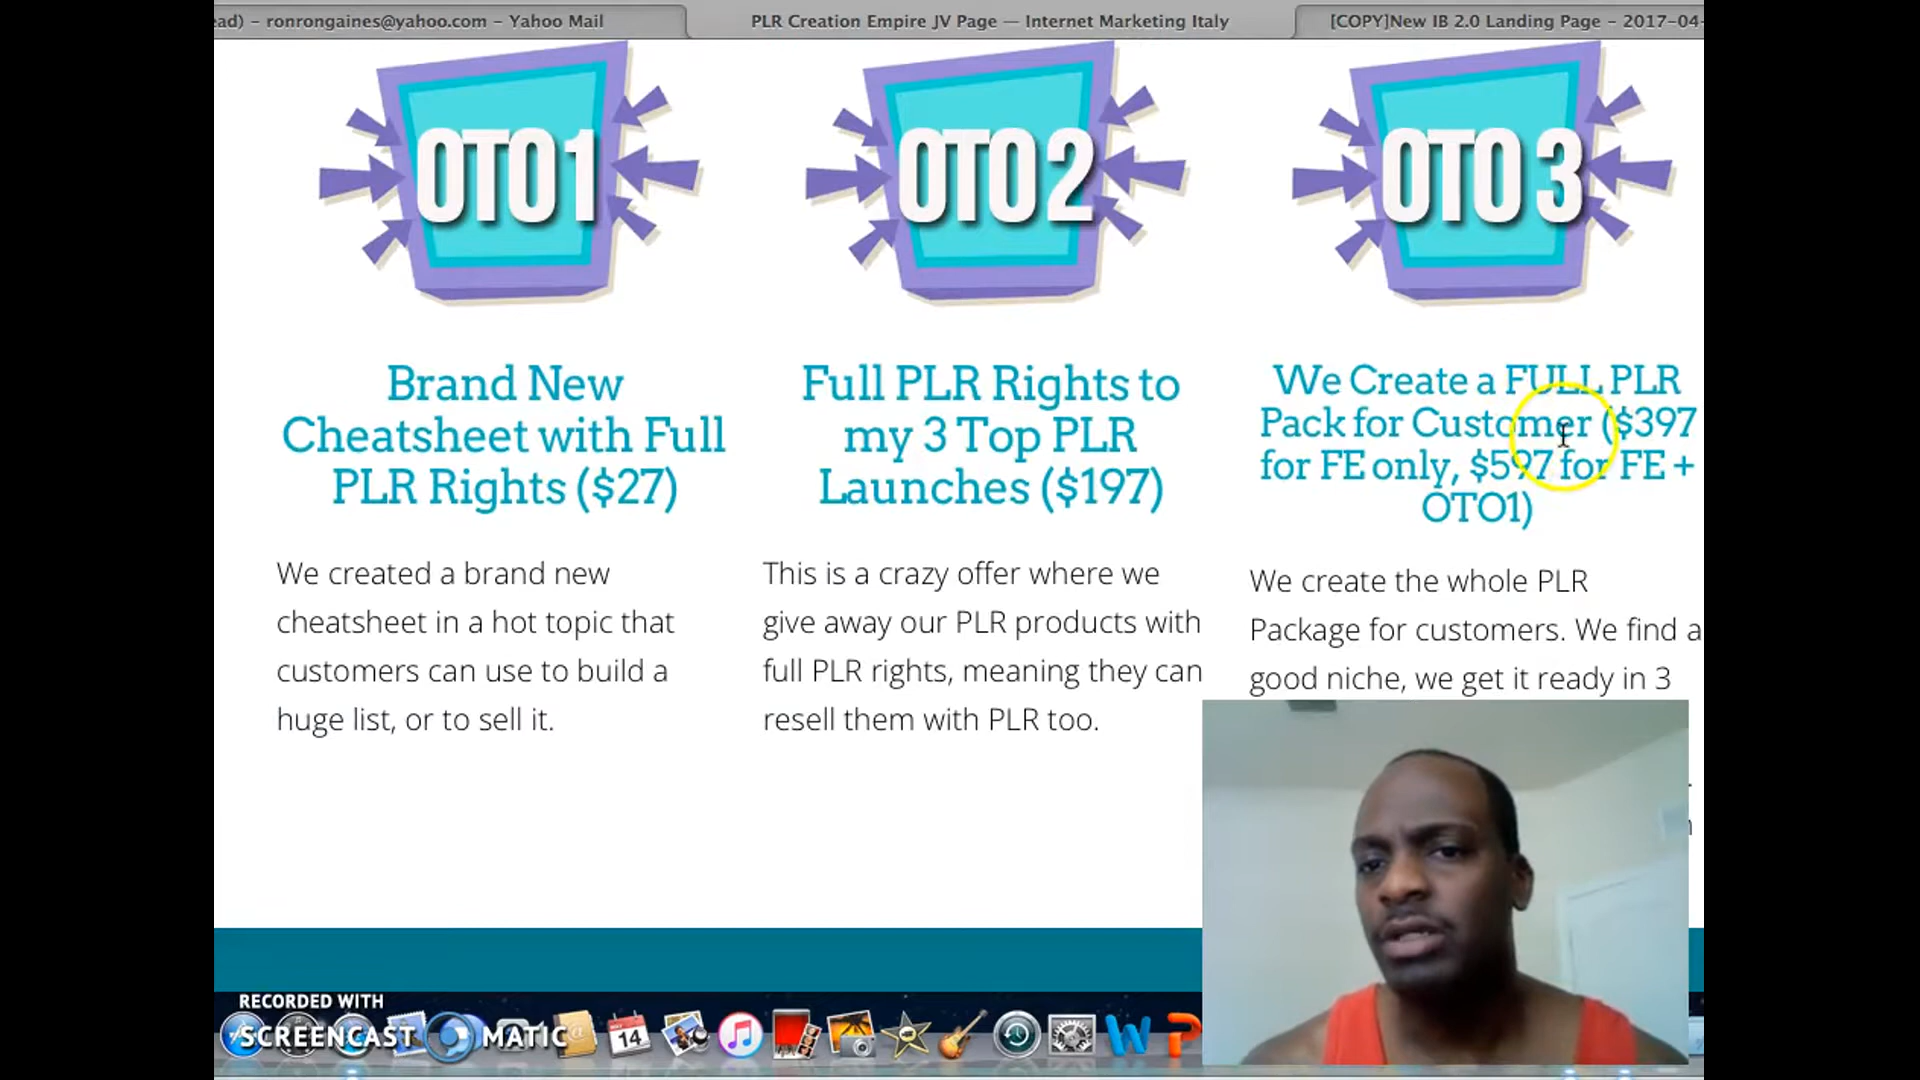 ead) – ronrongaines@yahoo.com – Yahoo Mail
PLR Creation Empire JV Page — Internet Marketing Italy
[COPY]New IB 2.0 Landing Page – 2017-04-
OTO1
OTO 2
OTO 3
Brand New
Cheatsheet with Full
PLR Rights ($27)
We created a brand new
cheatsheet in a hot topic that
customers can use to build a
huge list, or to sell it.
Full PLR Rights to
my 3 Top PLR
Launches ($197)
This is a crazy offer where we
give away our PLR products with
full PLR rights, meaning they can
resell them with PLR too.
We Create a FULL PLR
Pack for Customer ($397
for FE only, $597 for FE +
OTO1)
We create the whole PLR
Package for customers. We find a
good niche, we get it ready in 3
RECORDED WITH
SCREENCAST MATIC
14